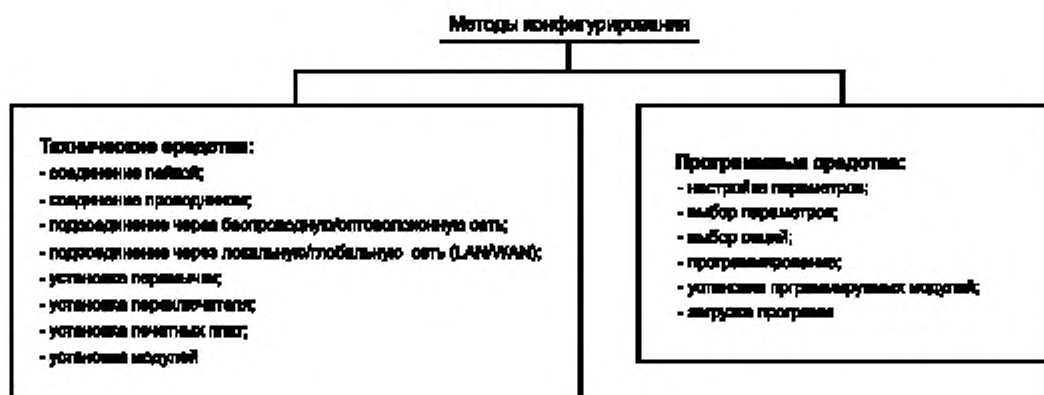 Методы конфигурирования
Технические средства:
- соединение пайкой;
- соединение проводником;
- подсоединение через беспроводную/оптоволоконную сеть;
- подсоединение через локальную/глобальную сеть (LAN/WAN);
- установка перемычек;
- установка переключателя;
- установка печатных плат;
- установка модулей
Программные средства:
- настройка параметров;
- выбор параметров;
- выбор опций;
- программирование;
- установка прграммируемых модулей;
- загрузка программ